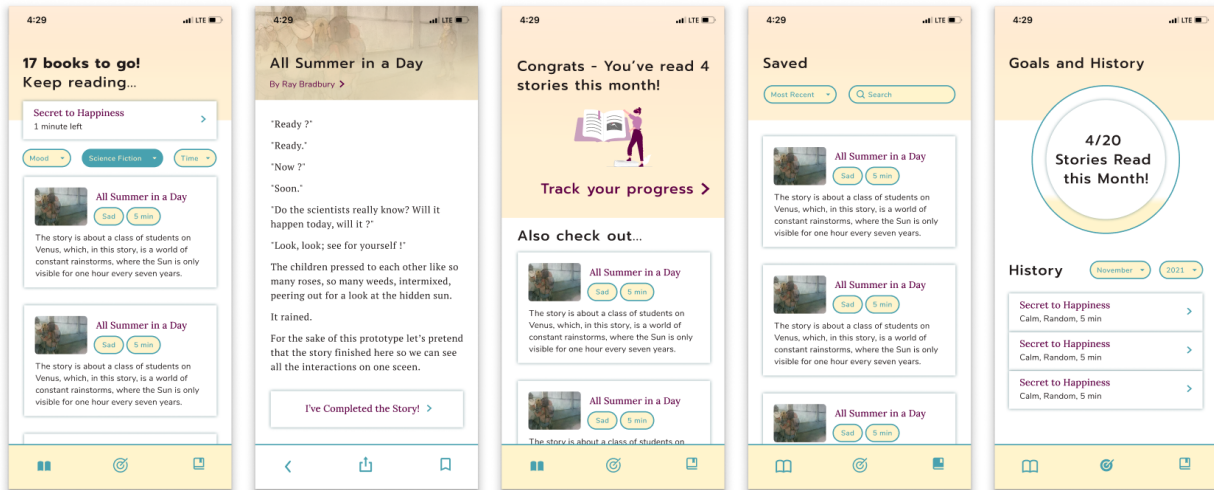 4:29
LTE
17 books to go!
Keep reading...
Secret to Happiness
1 minute left
Mood
Science Fiction
Time
All Summer in a Day
Sad
5 min
The story is about a class of students on
Venus, which, in this story, is a world of
constant rainstorms, where the Sun is only
visible for one hour every seven years.
All Summer in a Day
Sad
5 min
The story is about a class of students on
Venus, which, in this story, is a world of
constant rainstorms, where the Sun is only
visible for one hour every seven years.
4:29
LTE
All Summer in a Day
By Ray Bradbury
"Ready ?"
"Ready."
"Now ?"
"Soon."
"Do the scientists really know? Will it
happen today, will it ?"
"Look, look; see for yourself !"
The children pressed to each other like so
many roses, so many weeds, intermixed,
peering out for a look at the hidden sun.
It rained.
For the sake of this prototype let's pretend
that the story finished here so we can see
all the interactions on one sceen.
I've Completed the Story!
4:29
LTE
Congrats - You've read 4
stories this month!
Track your progress
Also check out...
All Summer in a Day
Sad
5 min
The story is about a class of students on
Venus, which, in this story, is a world of
constant rainstorms, where the Sun is only
visible for one hour every seven years.
All Summer in a Day
Sad
5 min
The story is about a class of students on
4:29
LTE
Saved
Most Recent
Search
All Summer in a Day
Sad
5 min
The story is about a class of students on
Venus, which, in this story, is a world of
constant rainstorms, where the Sun is only
visible for one hour every seven years.
All Summer in a Day
Sad
5 min
The story is about a class of students on
Venus, which, in this story, is a world of
constant rainstorms, where the Sun is only
visible for one hour every seven years.
All Summer in a Day
Sad
5 min
4:29
LTE
Goals and History
4/20
Stories Read
this Month!
History
November
2021
Secret to Happiness
Calm, Random, 5 min
Secret to Happiness
Calm, Random, 5 min
Secret to Happiness
Calm, Random, 5 min